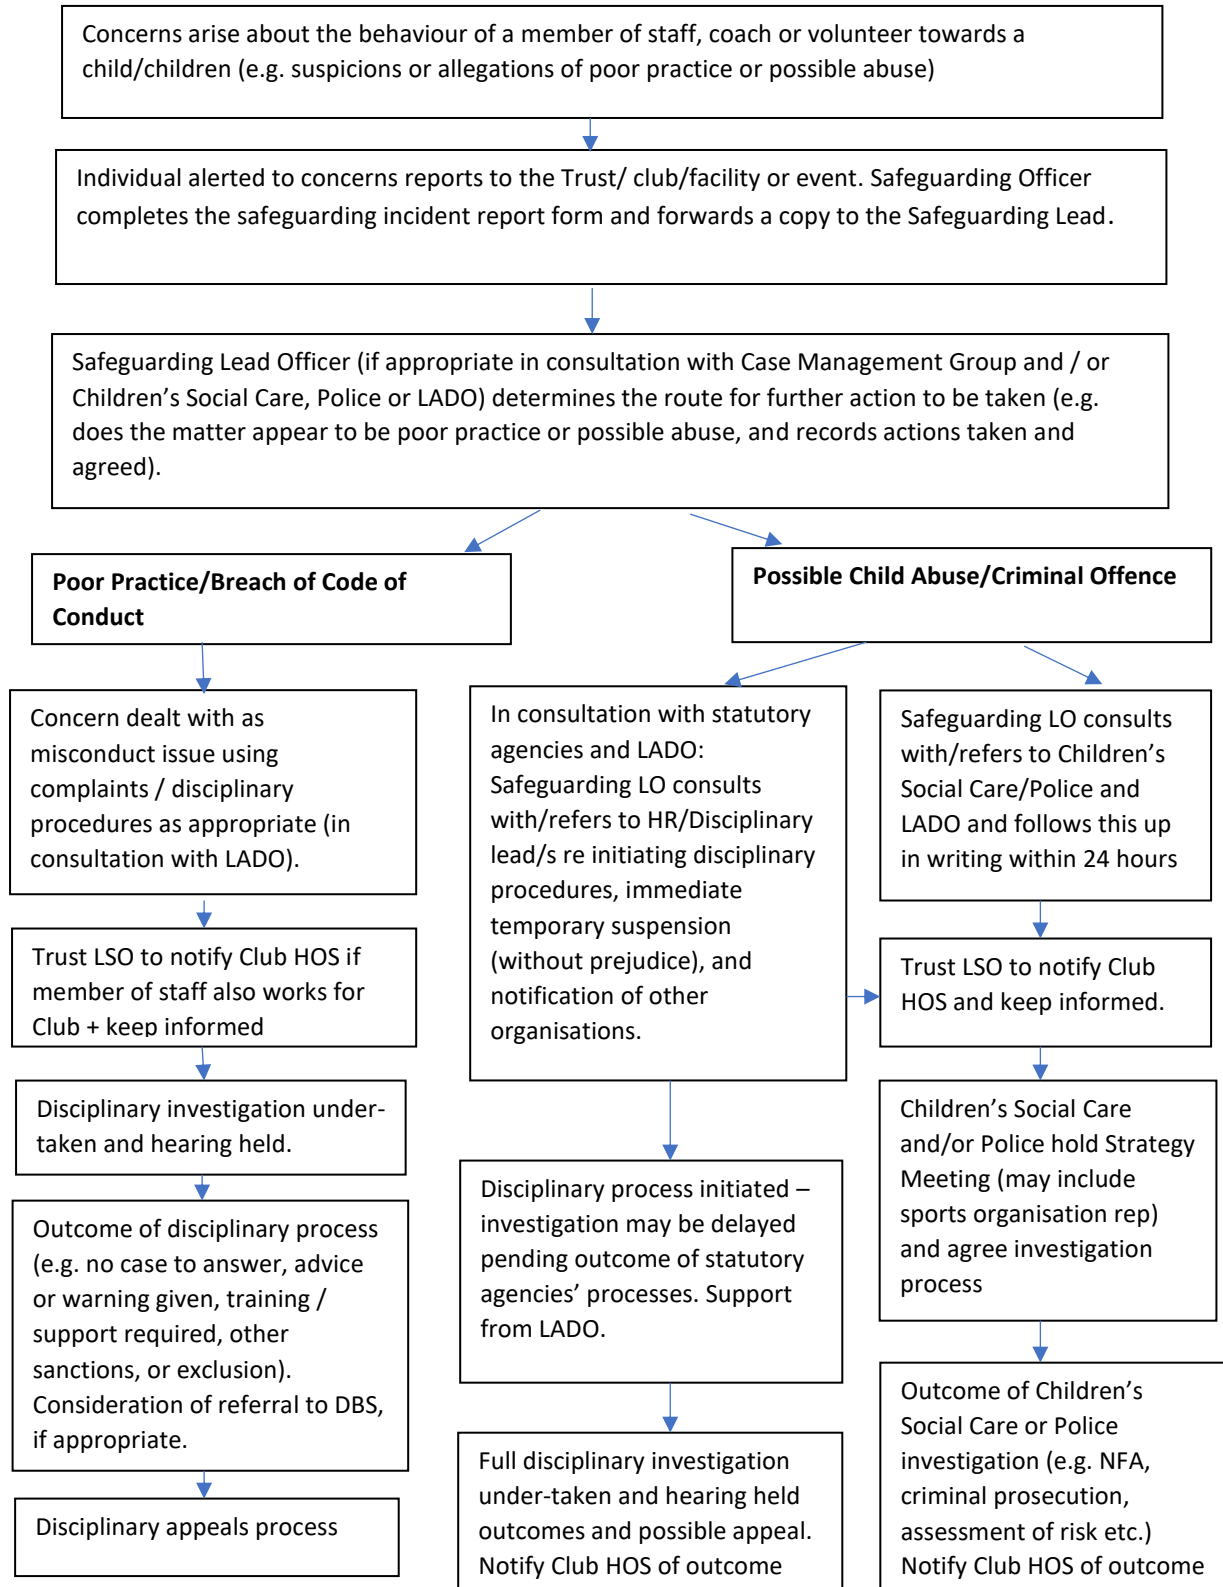 Concerns arise about the behaviour of a member of staff, coach or volunteer towards a
child/children (e.g. suspicions or allegations of poor practice or possible abuse)
Individual alerted to concerns reports to the Trust/ club/facility or event. Safeguarding Officer
completes the safeguarding incident report form and forwards a copy to the Safeguarding Lead.
Safeguarding Lead Officer (if appropriate in consultation with Case Management Group and / or
Children’s Social Care, Police or LADO) determines the route for further action to be taken (e.g.
does the matter appear to be poor practice or possible abuse, and records actions taken and
agreed).
Poor Practice/Breach of Code of
Conduct
Possible Child Abuse/Criminal Offence
Concern dealt with as
misconduct issue using
complaints / disciplinary
procedures as appropriate (in
consultation with LADO).
Trust LSO to notify Club HOS if
member of staff also works for
Club + keep informed
Disciplinary investigation under-
taken and hearing held.
Outcome of disciplinary process
(e.g. no case to answer, advice
or warning given, training /
support required, other
sanctions, or exclusion).
Consideration of referral to DBS,
if appropriate.
Disciplinary appeals process
In consultation with statutory
agencies and LADO:
Safeguarding LO consults
with/refers to HR/Disciplinary
lead/s re initiating disciplinary
procedures, immediate
temporary suspension
(without prejudice), and
notification of other
organisations.
Disciplinary process initiated –
investigation may be delayed
pending outcome of statutory
agencies’ processes. Support
from LADO.
Full disciplinary investigation
under-taken and hearing held
outcomes and possible appeal.
Notify Club HOS of outcome
Safeguarding LO consults
with/refers to Children’s
Social Care/Police and
LADO and follows this up
in writing within 24 hours
Trust LSO to notify Club
HOS and keep informed.
Children’s Social Care
and/or Police hold Strategy
Meeting (may include
sports organisation rep)
and agree investigation
process
Outcome of Children’s
Social Care or Police
investigation (e.g. NFA,
criminal prosecution,
assessment of risk etc.)
Notify Club HOS of outcome